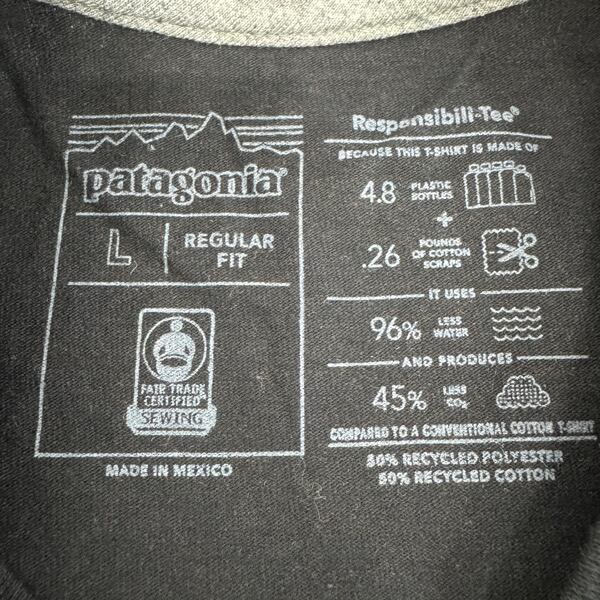 patagonia®
L
REGULAR
FIT
FAIR TRADE
CERTIFIED
SEWING
MADE IN MEXICO
Responsibili-Tee®
BECAUSE THIS T-SHIRT IS MADE OF
4.8 PLASTIC
BOTTLES
+
.26 POUNDS
OF COTTON
SCRAPS
IT USES
96% LESS
WATER
AND PRODUCES
45% LESS
CO₂
COMPARED TO A CONVENTIONAL COTTON T-SHIRT
50% RECYCLED POLYESTER
50% RECYCLED COTTON